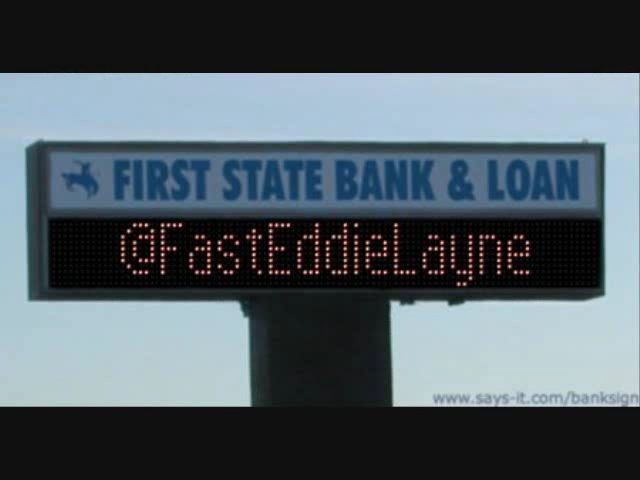 FIRST STATE BANK & LOAN
@FastEddieLayne
www.says-it.com/banksign